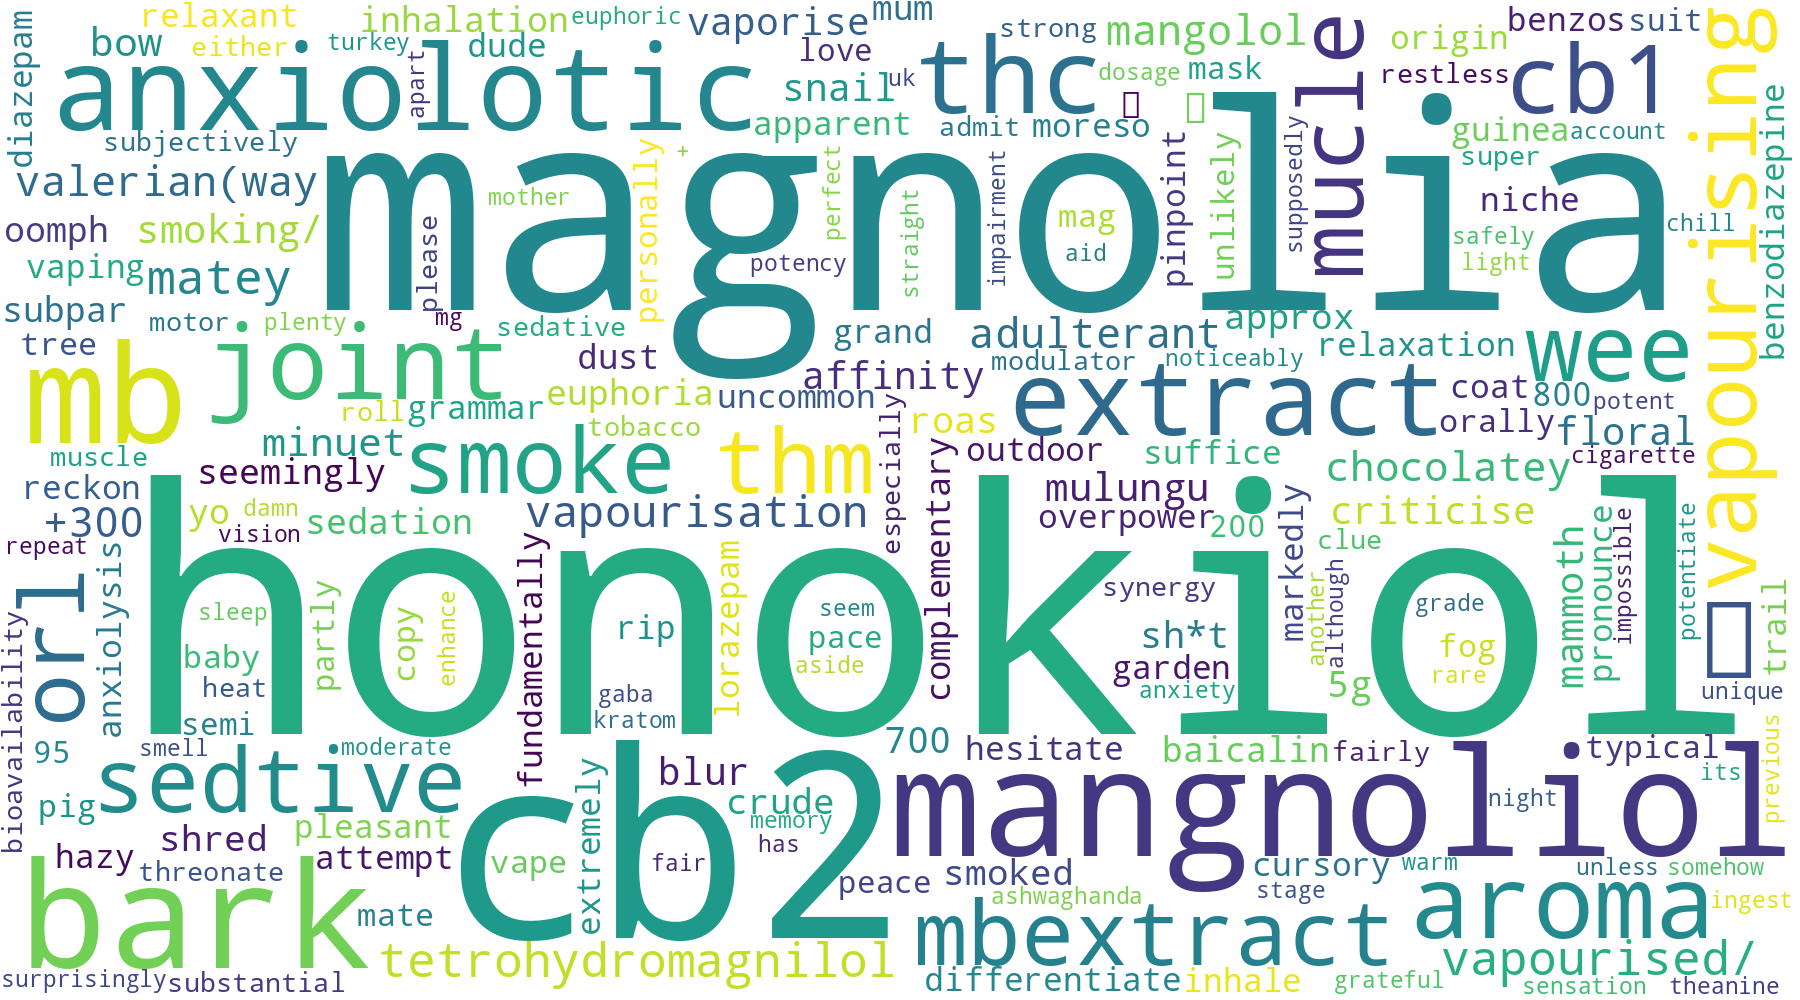 relaxant
inhalation
euphoric
vaporise
mum
strong
mangolol
origin
benzos
suit
diazepam
bow
either
turkey
dude
love
thc
dosage
mask
restless
cb1
vapourising
anxiolotic
apart
snail
uk
mucle
guinea
account
benzodiazepine
subjectively
apparent
admit
moreso
super
valerian(way
magnolia
personally
+
perfect
impairment
pinpoint
unlikely
supposedly
niche
mother
oomph
smoking/
please
straight
mag
aid
safely
chill
light
vaping
matey
potency
subpar
motor
plenty
mg
sedative
grand
adulterant
approx
tree
joint
dust
modulator
noticeably
relaxation
wee
mb
affinity
extract
coat
800
potent
roll
grammar
euphoria
uncommon
roas
orally
floral
minuet
tobacco
muscle
smoke
thm
especially
complementary
outdoor
suffice
chocolatey
cigarette
seemingly
reckon
mulungu
+300
yo
damn
sedation
vapourisation
overpower
200
markedly
criticise
repeat
vision
clue
mammoth
pronounce
impossible
potentiate
orl
anxiolysis
honokiol
fundamentally
lorazepam
another
although
trail
bioavailability
sleep
partly
copy
enhance
rip
seem
pace
synergy
grade
baby
aside
sh*t
fog
heat
gaba
garden
5g
rare
semi
kratom
anxiety
unique
95
smell
moderate
700
hesitate
baicalin
fairly
typical
previous
sedtive
cb2
blur
mangnoliol
its
pig
extremely
crude
night
pleasant
memory
shred
has
hazy
attempt
vape
fair
threonate
peace
smoked
cursory
warm
unless
somehow
bark
mate
ashwaghanda
stage
aroma
ingest
mbextract
tetrohydromagnilol
vapourised/
surprisingly
substantial
differentiate
inhale
grateful
sensation
theanine